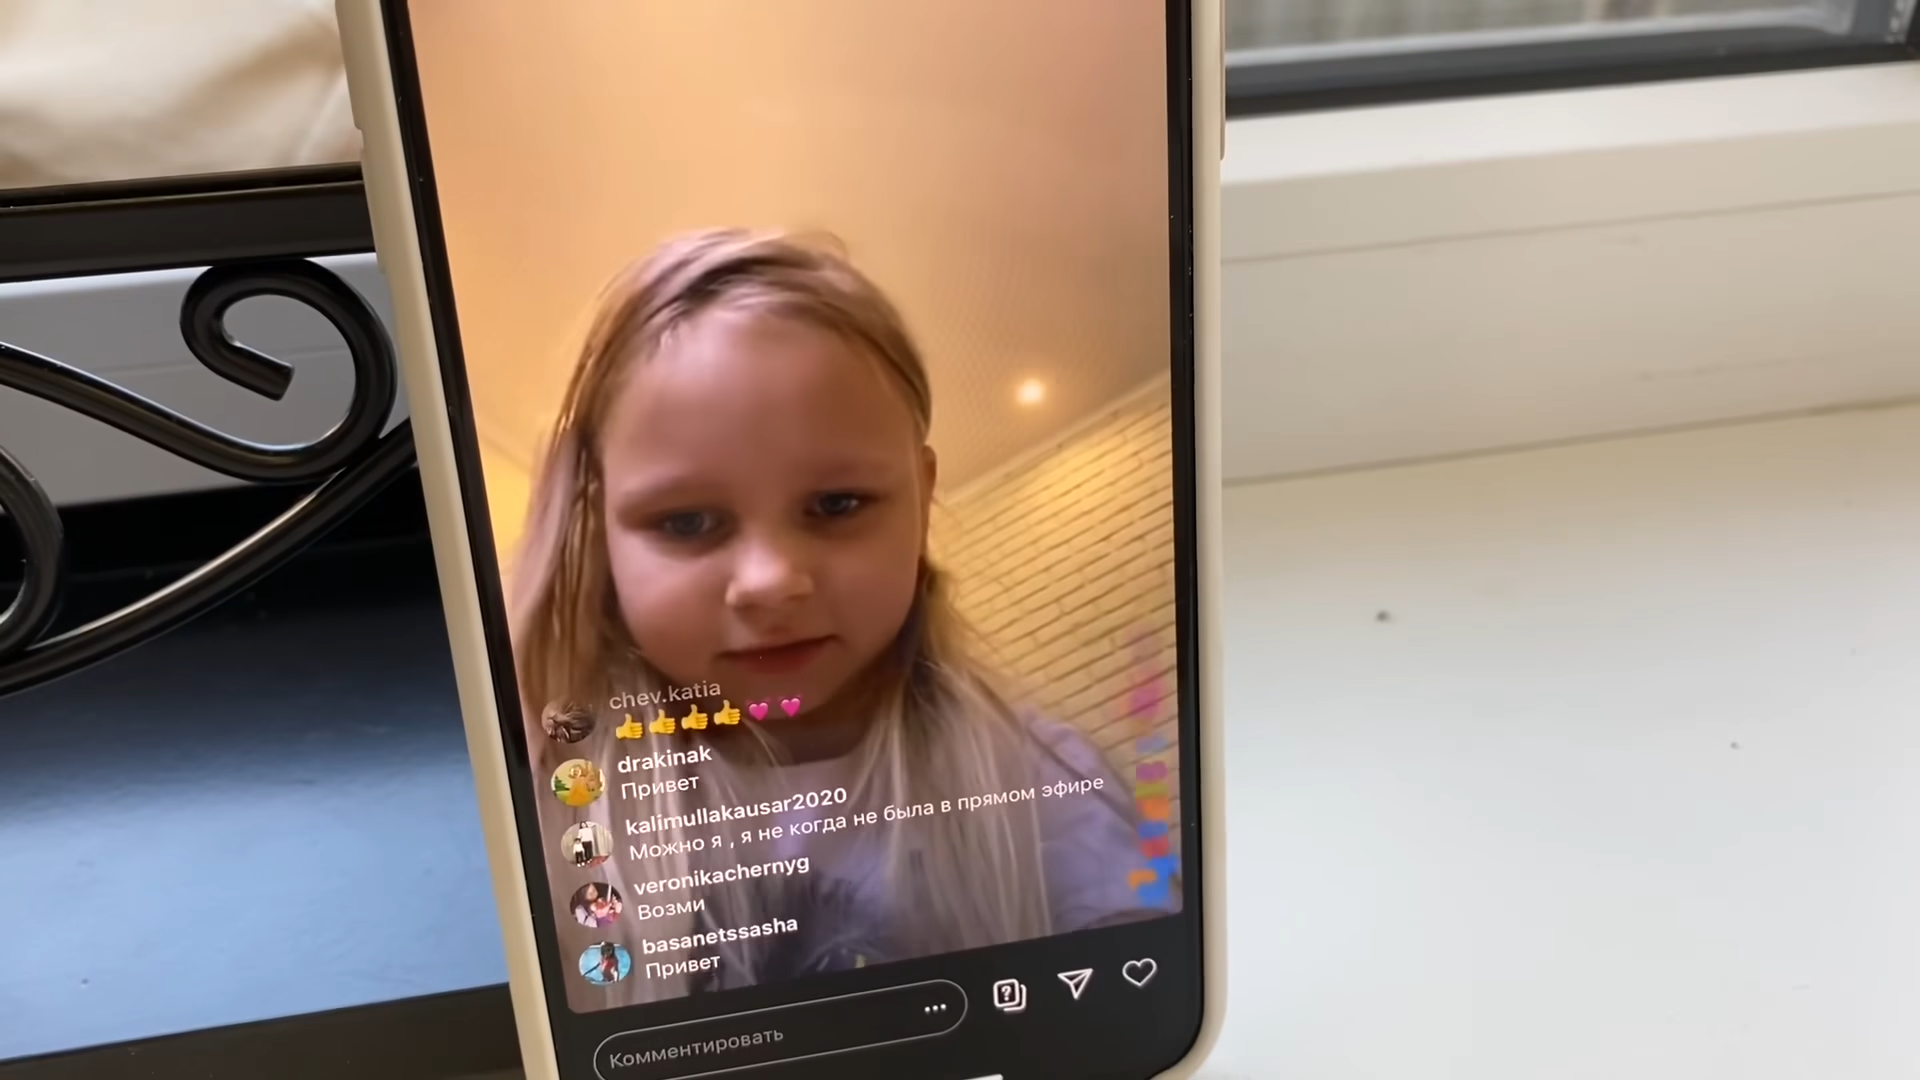 chev.katia
👍👍👍👍💕💕
drakinak
Привет
kalimullakausar2020
Можно я , я не когда не была в прямом эфире
veronikachernyg
Возми
basanetssasha
Привет
Комментировать